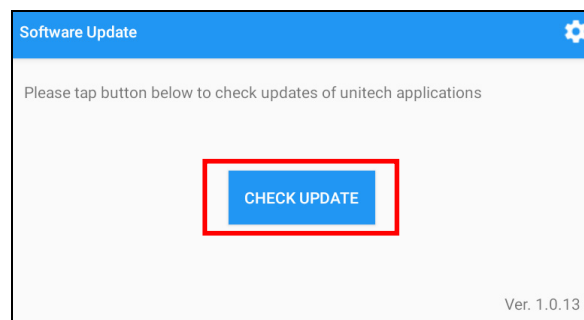 Software Update
Please tap button below to check updates of unitech applications
CHECK UPDATE
Ver. 1.0.13